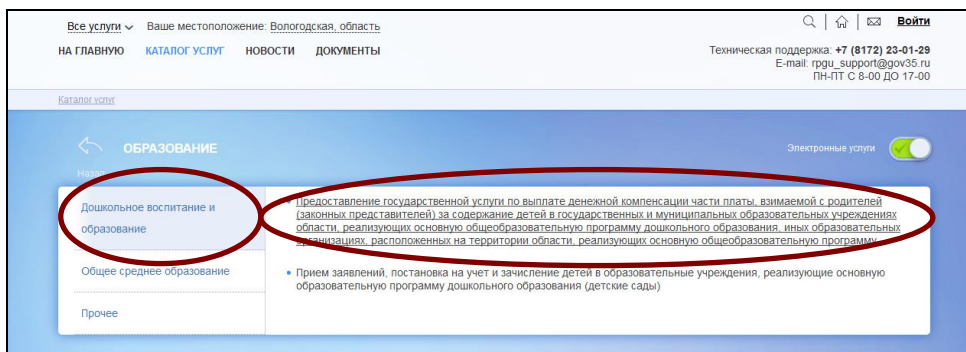 Все услуги Ваше местоположение: Вологодская, область
Войти
НА ГЛАВНУЮ КАТАЛОГ УСЛУГ НОВОСТИ ДОКУМЕНТЫ
Техническая поддержка: +7 (8172) 23-01-29
E-mail: rpgu_support@gov35.ru
ПН-ПТ С 8-00 ДО 17-00
Каталог услуг
ОБРАЗОВАНИЕ
Электронные услуги
Назад
Дошкольное воспитание и
образование
Общее среднее образование
Прочее
Предоставление государственной услуги по выплате денежной компенсации части платы, взимаемой с родителей
(законных представителей) за содержание детей в государственных и муниципальных образовательных учреждениях
области, реализующих основную общеобразовательную программу дошкольного образования, иных образовательных
организациях, расположенных на территории области, реализующих основную общеобразовательную программу
Прием заявлений, постановка на учет и зачисление детей в образовательные учреждения, реализующие основную
образовательную программу дошкольного образования (детские сады)